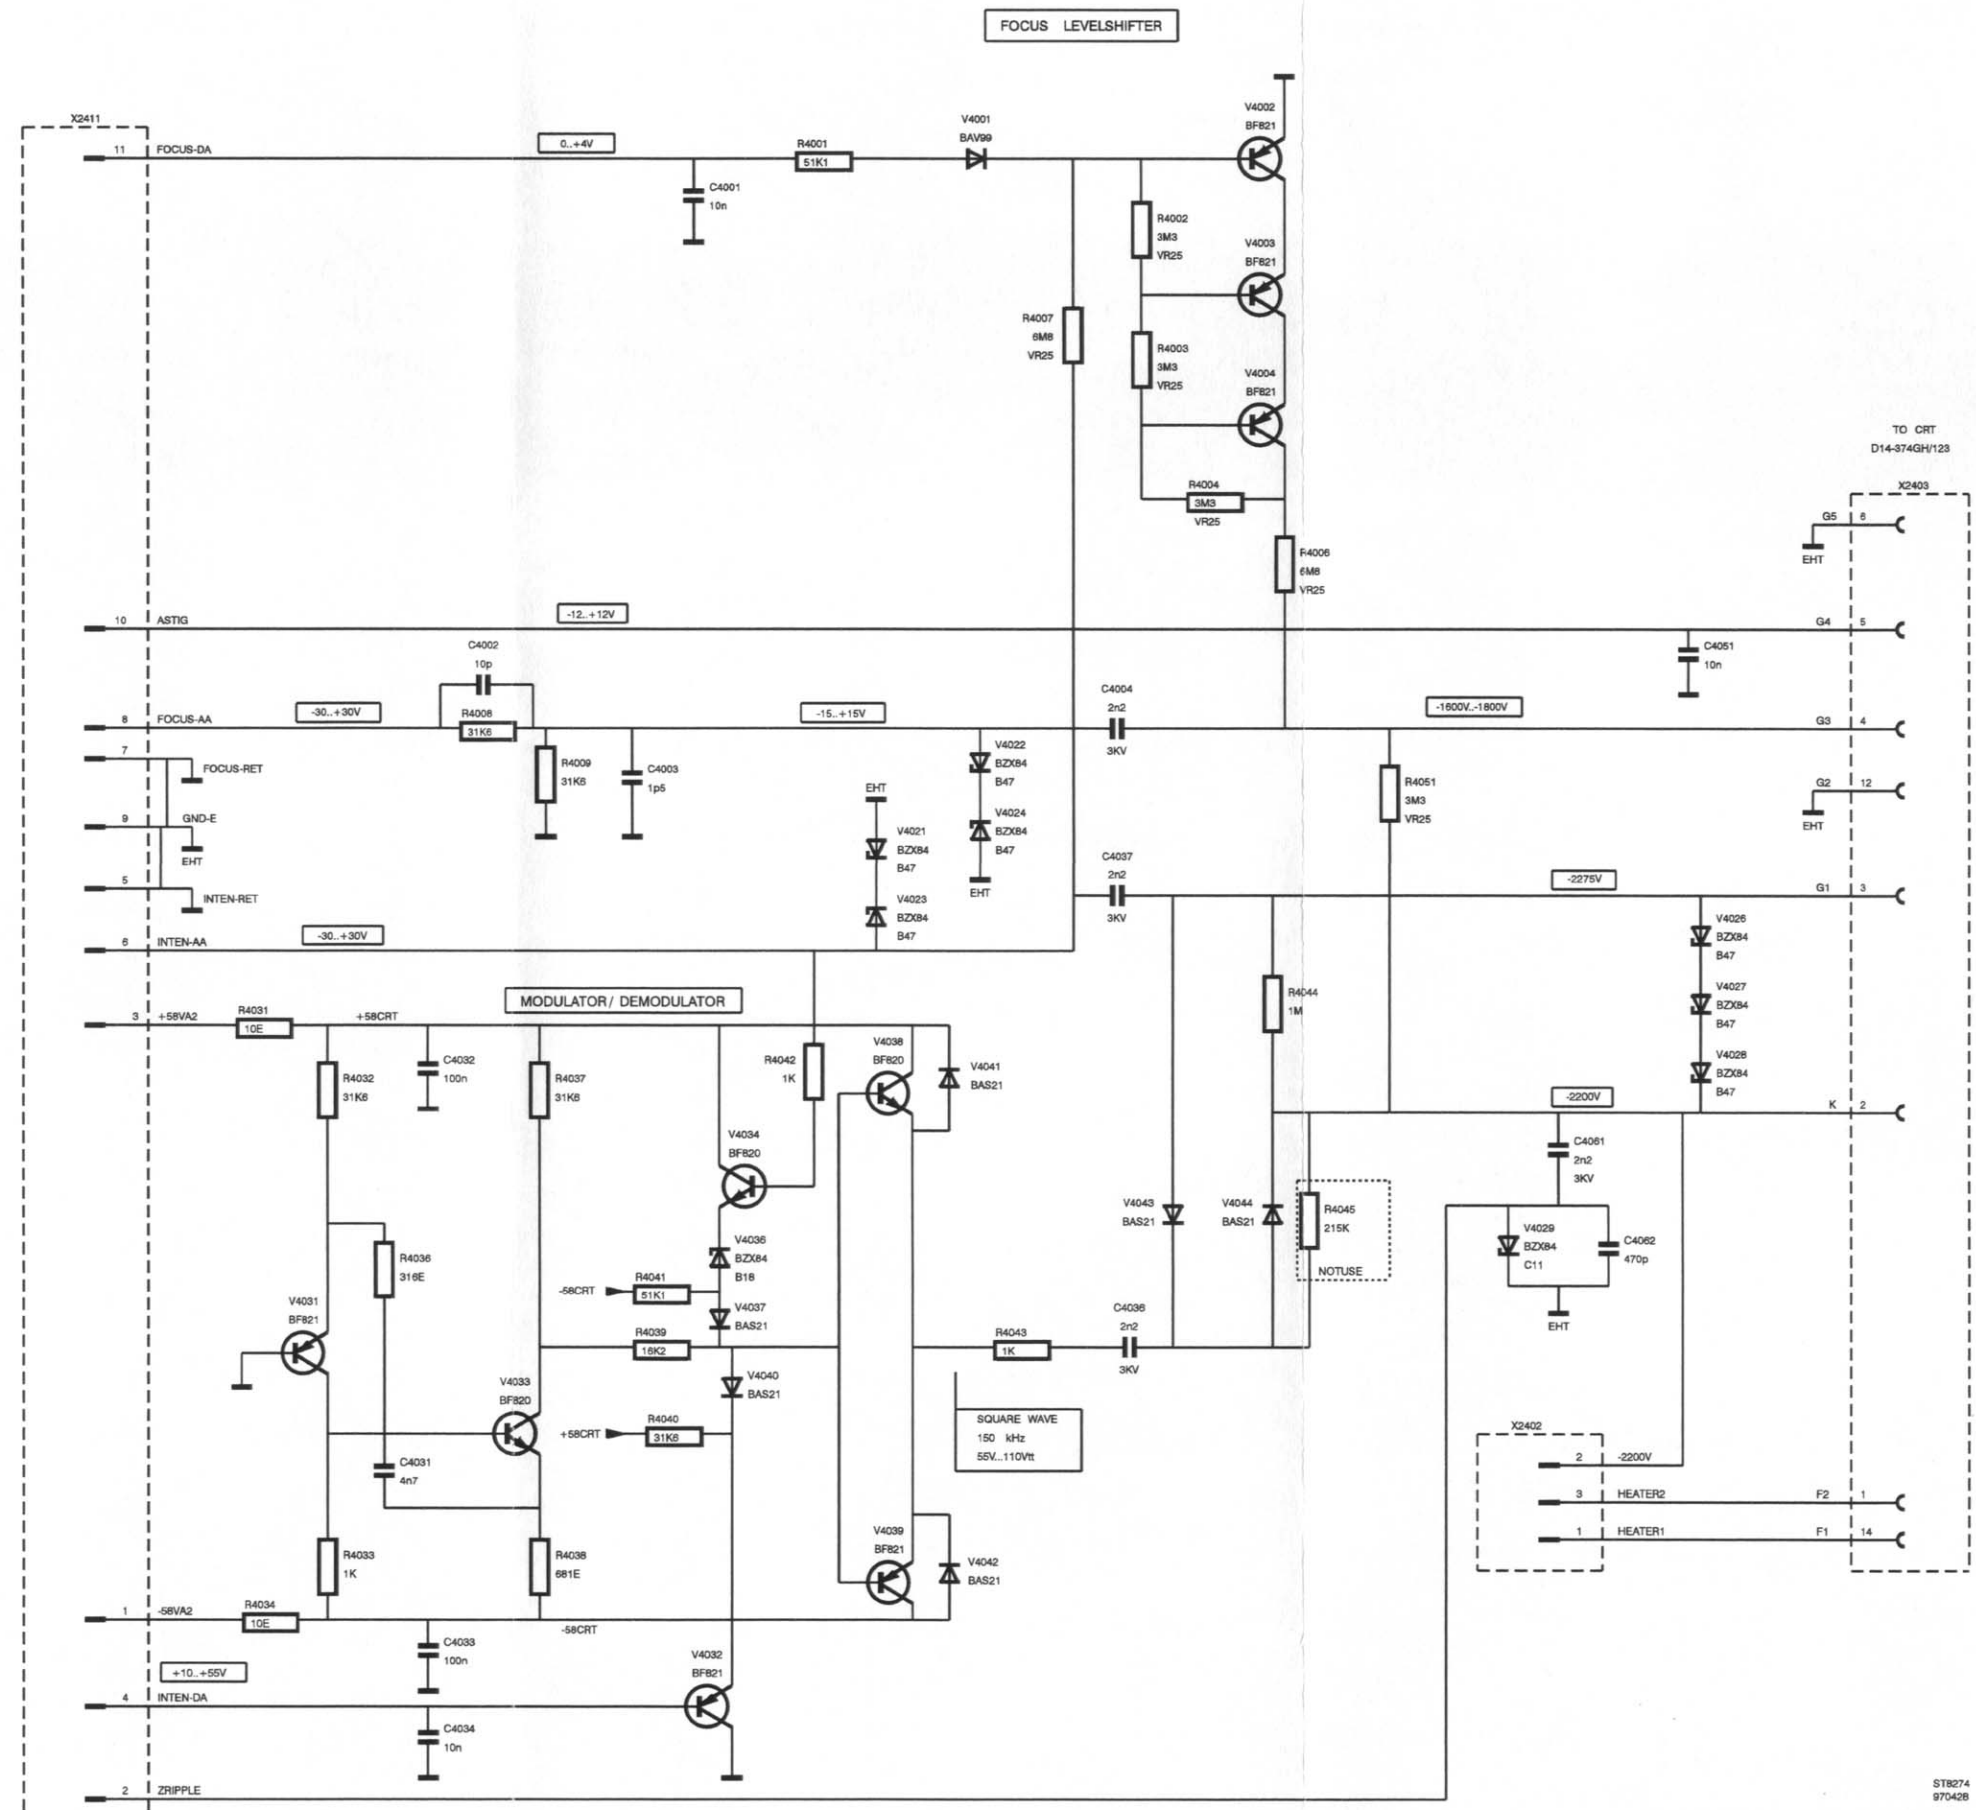 FOCUS LEVELSHIFTER
X2411
11 FOCUS-DA
0..+4V
C4001
10n
R4001
51K1
V4001
BAV99
V4002
BF821
R4002
3M3
VR25
V4003
BF821
R4007
6M8
VR25
R4003
3M3
VR25
V4004
BF821
R4004
3M3
VR25
R4006
6M8
VR25
TO CRT
D14-374GH/123
X2403
G5 6
EHT
10 ASTIG
-12..+12V
G4 5
C4051
10n
C4002
10p
8 FOCUS-AA
-30..+30V
R4008
31K6
-15..+15V
C4004
2n2
3KV
-1600V..-1800V
G3 4
7
FOCUS-RET
R4009
31K6
C4003
1p5
V4022
BZX84
B47
V4024
BZX84
B47
EHT
R4051
3M3
VR25
G2 12
EHT
9 GND-E
EHT
EHT
V4021
BZX84
B47
V4023
BZX84
B47
C4037
2n2
3KV
-2275V
G1 3
5
INTEN-RET
6 INTEN-AA
-30..+30V
V4026
BZX84
B47
V4027
BZX84
B47
V4028
BZX84
B47
R4044
1M
MODULATOR / DEMODULATOR
3 +58VA2
R4031
10E
+58CRT
R4032
31K6
C4032
100n
R4037
31K6
R4042
1K
V4038
BF820
V4041
BAS21
-2200V
K 2
V4034
BF820
C4061
2n2
3KV
V4043
BAS21
V4044
BAS21
R4045
215K
NOTUSE
V4029
BZX84
C11
C4062
470p
EHT
R4036
316E
V4036
BZX84
B18
-58CRT
R4041
51K1
V4037
BAS21
V4031
BF821
R4039
16K2
R4043
1K
C4036
2n2
3KV
V4033
BF820
V4040
BAS21
+58CRT
R4040
31K6
SQUARE WAVE
150 kHz
55V...110Vtt
C4031
4n7
X2402
2 -2200V
3 HEATER2
F2 1
1 HEATER1
F1 14
R4033
1K
R4038
681E
V4039
BF821
V4042
BAS21
1 -58VA2
R4034
10E
-58CRT
C4033
100n
+10..+55V
V4032
BF821
4 INTEN-DA
C4034
10n
2 ZRIPPLE
ST8274
970428